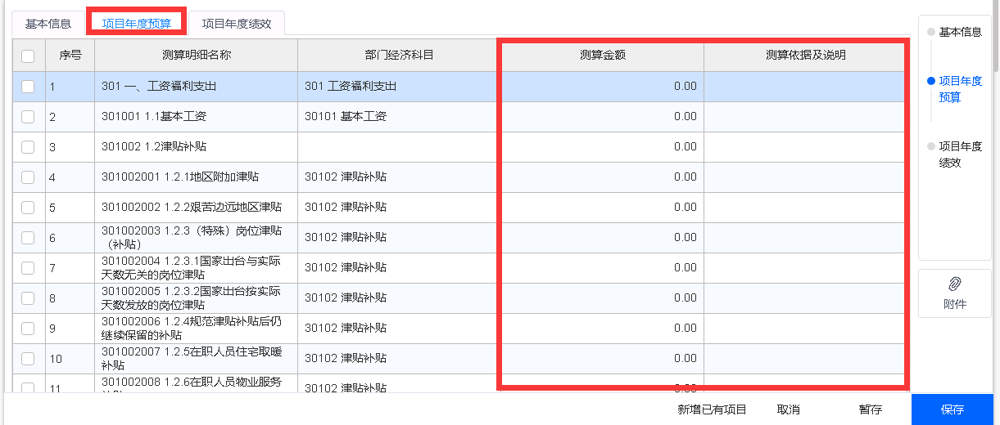 基本信息 项目年度预算 项目年度绩效
序号 测算明细名称 部门经济科目 测算金额 测算依据及说明
1 301 一、工资福利支出 301 工资福利支出 0.00
2 301001 1.1基本工资 30101 基本工资 0.00
3 301002 1.2津贴补贴 0.00
4 301002001 1.2.1地区附加津贴 30102 津贴补贴 0.00
5 301002002 1.2.2艰苦边远地区津贴 30102 津贴补贴 0.00
6 301002003 1.2.3（特殊）岗位津贴
（补贴） 30102 津贴补贴 0.00
7 301002004 1.2.3.1国家出台与实际
天数无关的岗位津贴 30102 津贴补贴 0.00
8 301002005 1.2.3.2国家出台按实际
天数发放的岗位津贴 30102 津贴补贴 0.00
9 301002006 1.2.4规范津贴补贴后仍
继续保留的补贴 30102 津贴补贴 0.00
10 301002007 1.2.5在职人员住宅取暖
补贴 30102 津贴补贴 0.00
11 301002008 1.2.6在职人员物业服务
30102 津贴补贴 0.00
基本信息
项目年度
预算
项目年度
绩效
附件
新增已有项目 取消 暂存 保存